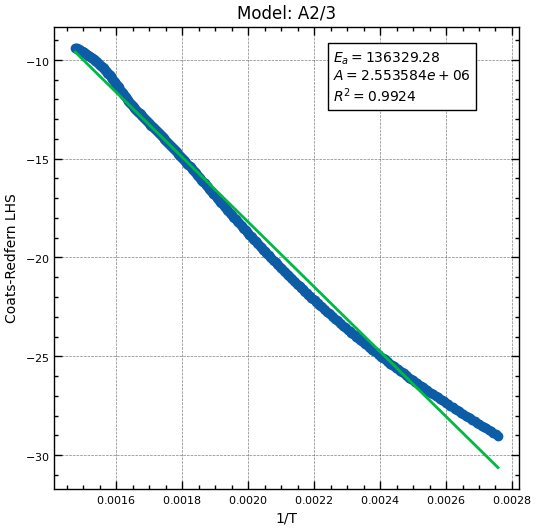 Model: A2/3
E_a = 136329.28
A = 2.553584e + 06
R² = 0.9924
Coats-Redfern LHS
−10
−15
−20
−25
−30
0.0016 0.0018 0.0020 0.0022 0.0024 0.0026 0.0028
1/T